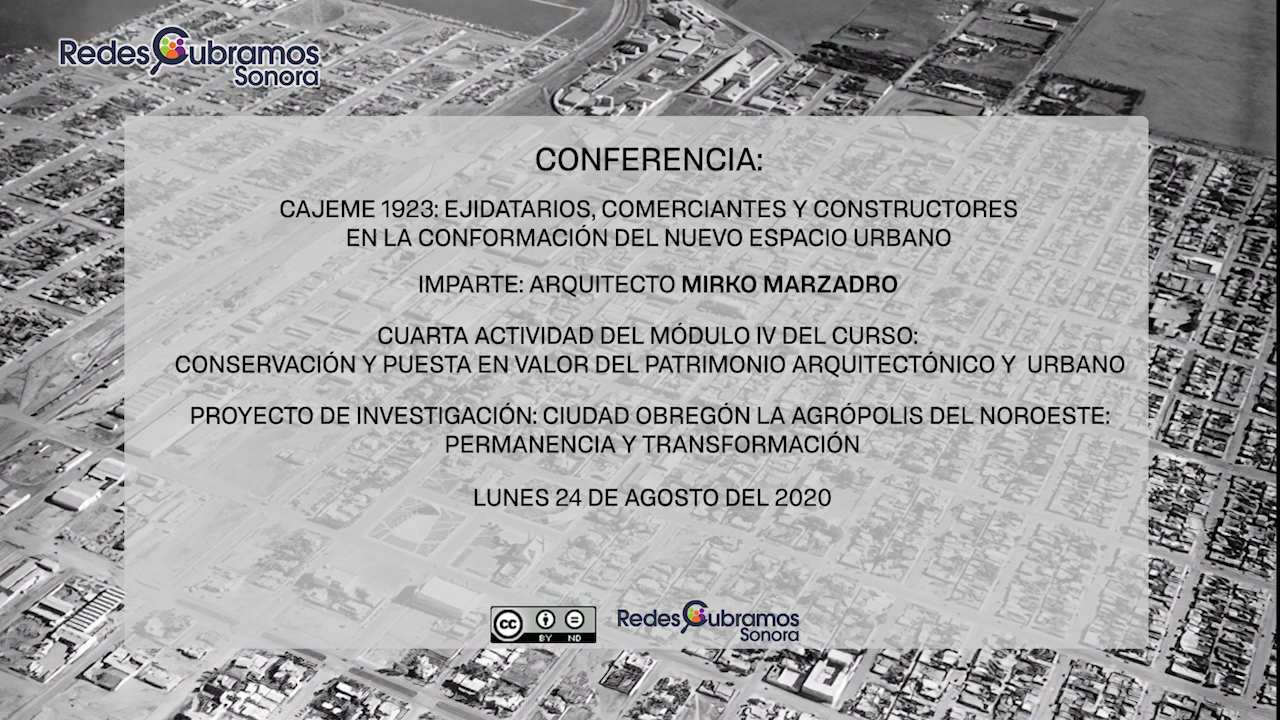 RedesCubramos
Sonora
CONFERENCIA:
CAJEME 1923: EJIDATARIOS, COMERCIANTES Y CONSTRUCTORES
EN LA CONFORMACIÓN DEL NUEVO ESPACIO URBANO
IMPARTE: ARQUITECTO MIRKO MARZADRO
CUARTA ACTIVIDAD DEL MÓDULO IV DEL CURSO:
CONSERVACIÓN Y PUESTA EN VALOR DEL PATRIMONIO ARQUITECTÓNICO Y URBANO
PROYECTO DE INVESTIGACIÓN: CIUDAD OBREGÓN LA AGRÓPOLIS DEL NOROESTE:
PERMANENCIA Y TRANSFORMACIÓN
LUNES 24 DE AGOSTO DEL 2020
cc BY ND
RedesCubramos
Sonora